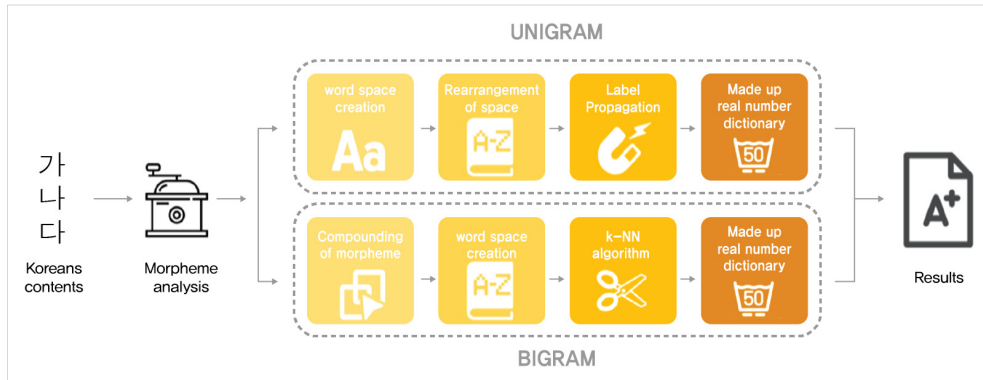 UNIGRAM
word space
creation
Aa
Rearrangement
of space
A-Z
Label
Propagation
Made up
real number
dictionary
50
가
나
다
Koreans
contents
Morpheme
analysis
Compounding
of morpheme
word space
creation
A-Z
k-NN
algorithm
Made up
real number
dictionary
50
BIGRAM
A+
Results